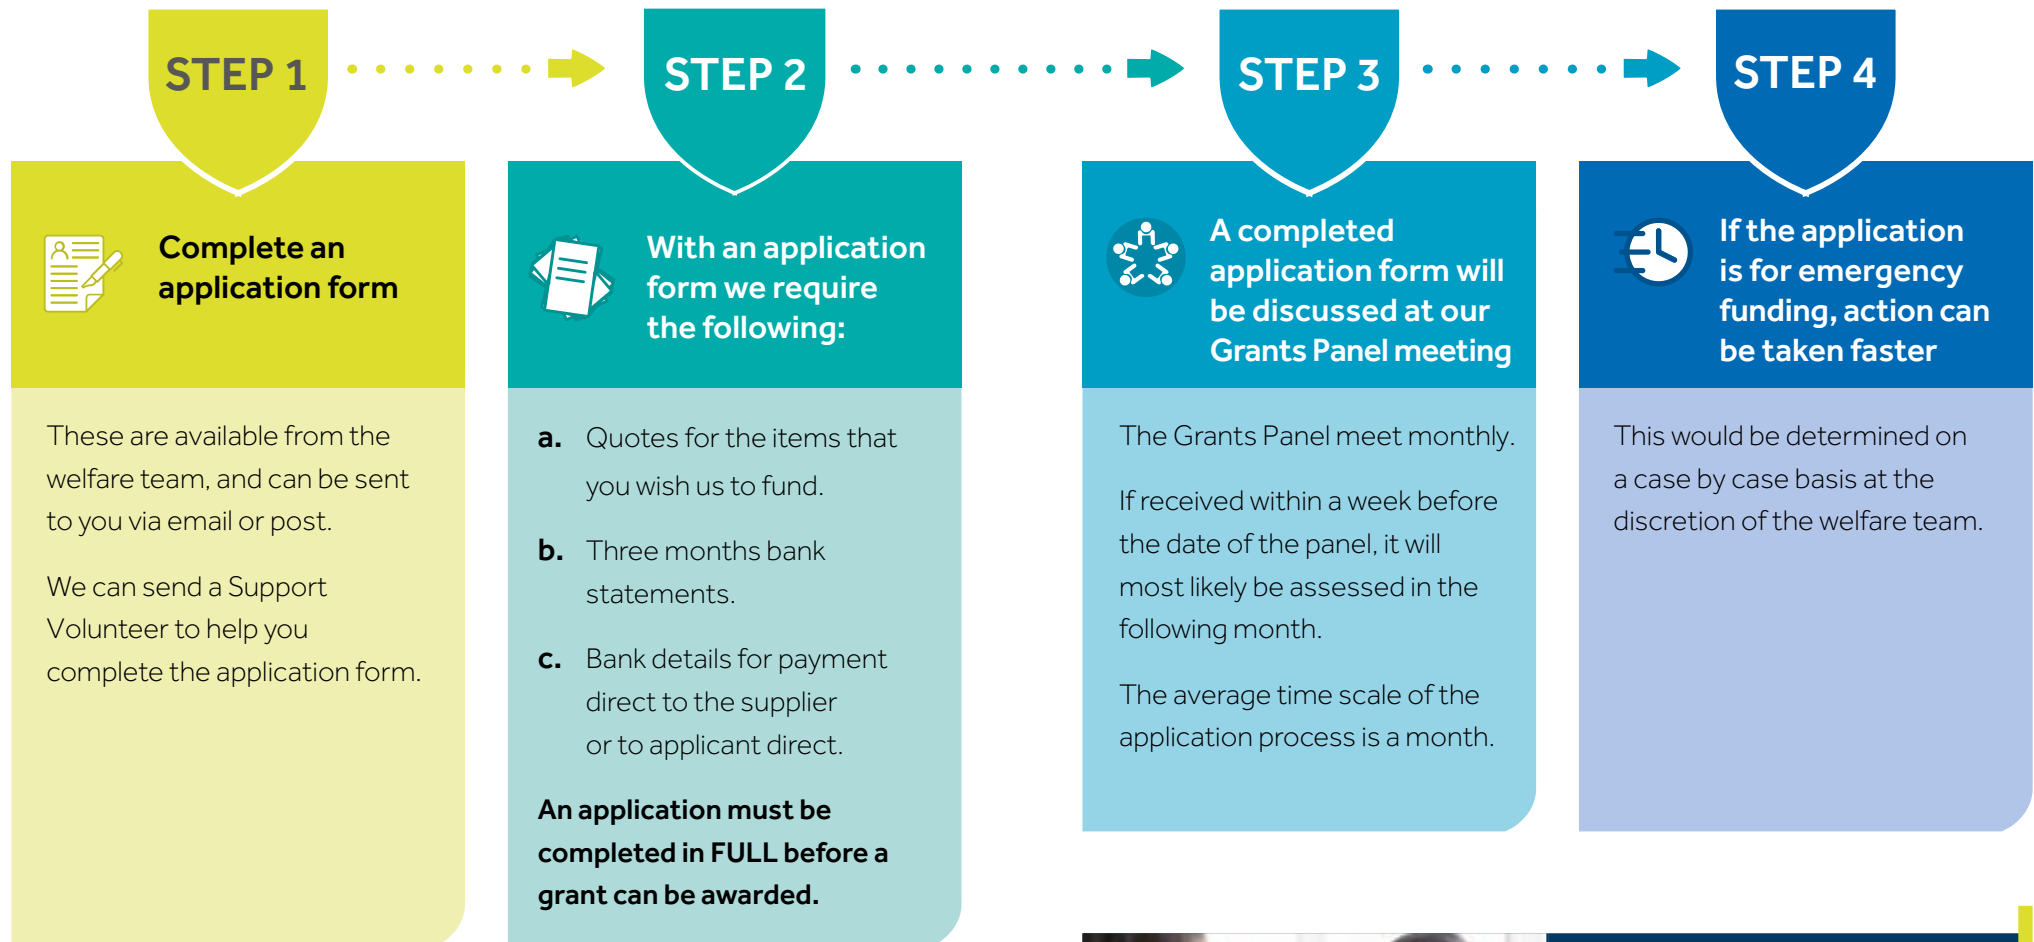 STEP 1
STEP 2
STEP 3
STEP 4
Complete an
application form
These are available from the
welfare team, and can be sent
to you via email or post.
We can send a Support
Volunteer to help you
complete the application form.
With an application
form we require
the following:
a. Quotes for the items that
you wish us to fund.
b. Three months bank
statements.
c. Bank details for payment
direct to the supplier
or to applicant direct.
An application must be
completed in FULL before a
grant can be awarded.
A completed
application form will
be discussed at our
Grants Panel meeting
The Grants Panel meet monthly.
If received within a week before
the date of the panel, it will
most likely be assessed in the
following month.
The average time scale of the
application process is a month.
If the application
is for emergency
funding, action can
be taken faster
This would be determined on
a case by case basis at the
discretion of the welfare team.